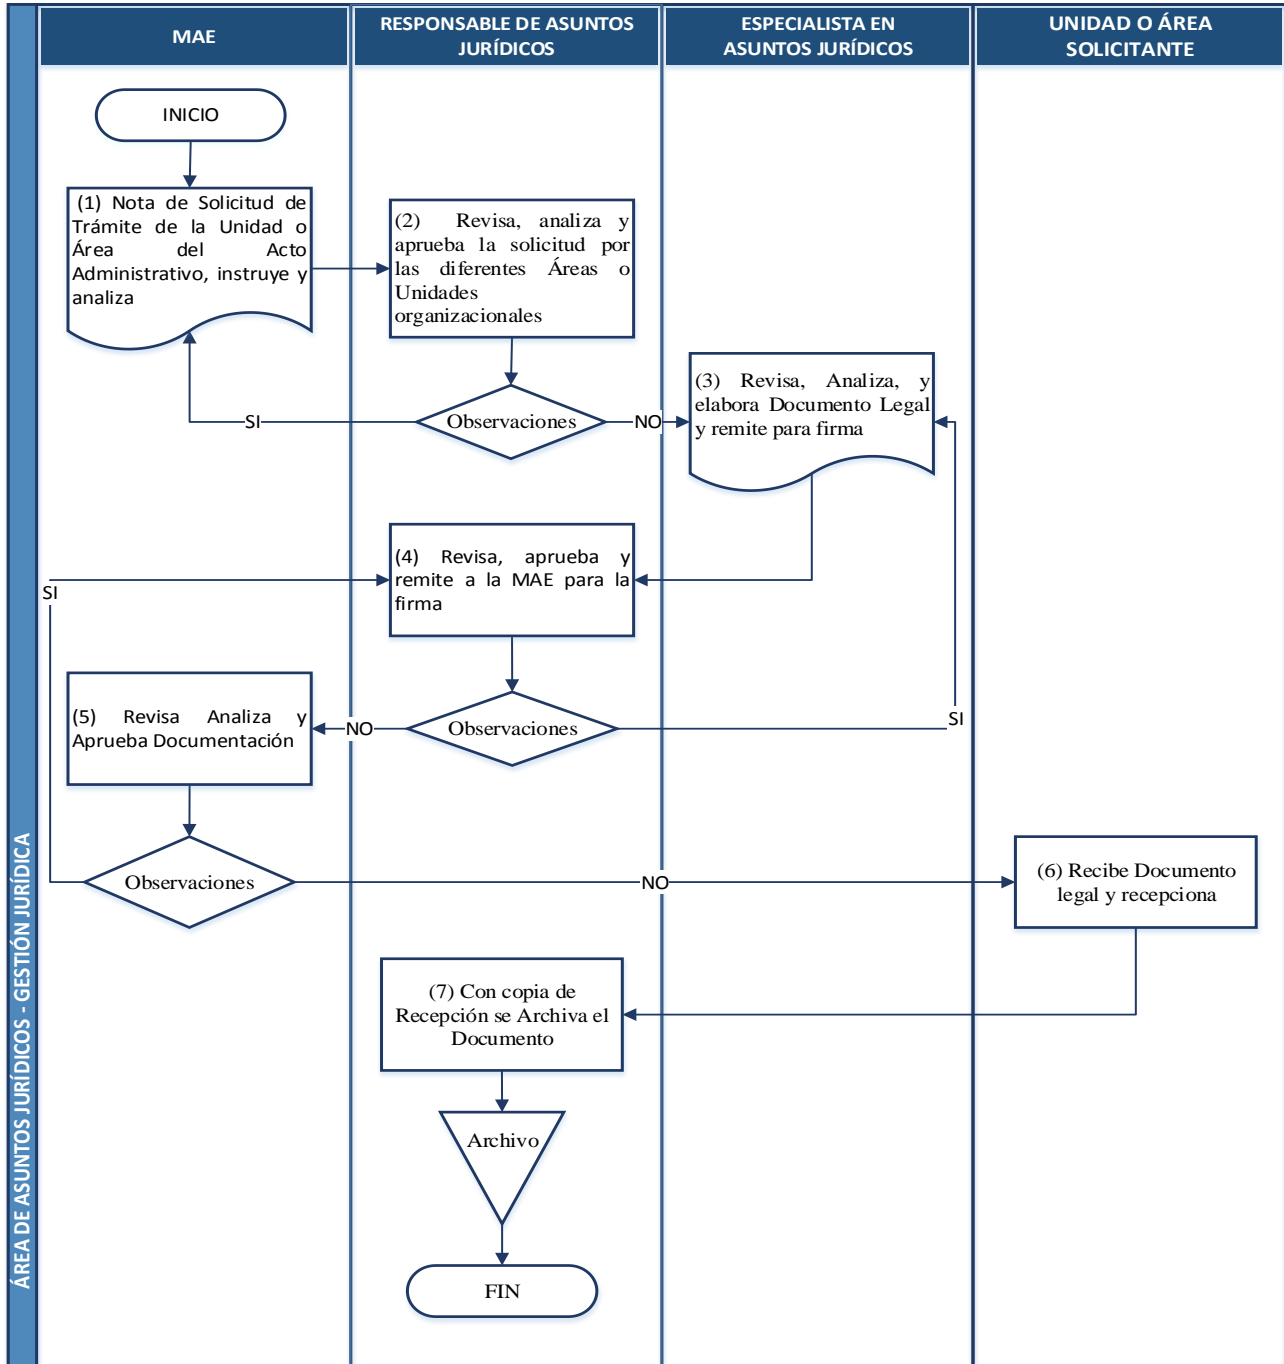 MAE
RESPONSABLE DE ASUNTOS
JURÍDICOS
ESPECIALISTA EN
ASUNTOS JURÍDICOS
UNIDAD O ÁREA
SOLICITANTE
ÁREA DE ASUNTOS JURÍDICOS - GESTIÓN JURÍDICA
INICIO
(1) Nota de Solicitud de
Trámite de la Unidad o
Área del Acto
Administrativo, instruye y
analiza
(2) Revisa, analiza y
aprueba la solicitud por
las diferentes Áreas o
Unidades
organizacionales
Observaciones
SI
NO
(3) Revisa, Analiza, y
elabora Documento Legal
y remite para firma
(4) Revisa, aprueba y
remite a la MAE para la
firma
SI
Observaciones
NO
SI
(5) Revisa Analiza y
Aprueba Documentación
Observaciones
NO
(6) Recibe Documento
legal y recepciona
(7) Con copia de
Recepción se Archiva el
Documento
Archivo
FIN